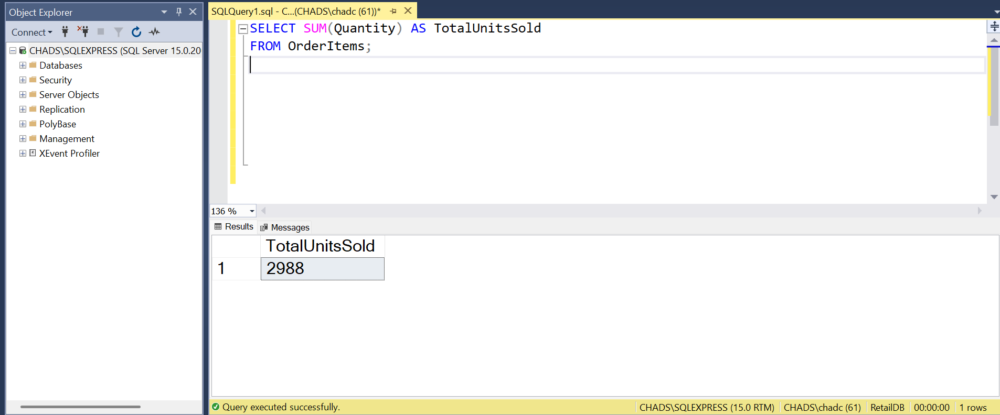 Object Explorer
Connect
CHADS\SQLEXPRESS (SQL Server 15.0.20
Databases
Security
Server Objects
Replication
PolyBase
Management
XEvent Profiler
SQLQuery1.sql - C...(CHADS\chadc (61))*
SELECT SUM(Quantity) AS TotalUnitsSold
FROM OrderItems;
136 %
Results Messages
TotalUnitsSold
1 2988
Query executed successfully. CHADS\SQLEXPRESS (15.0 RTM) CHADS\chadc (61) RetailDB 00:00:00 1 rows